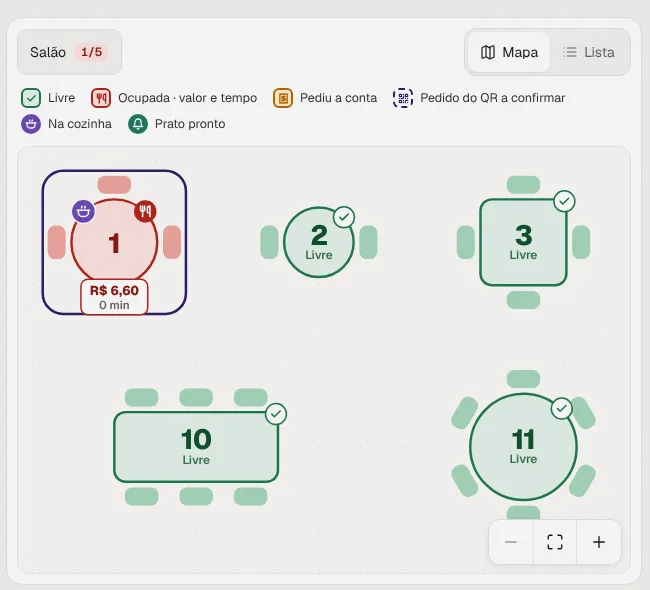 Salão 1/5 Mapa Lista
Livre Ocupada · valor e tempo Pediu a conta Pedido do QR a confirmar
Na cozinha Prato pronto
1
R$ 6,60
0 min
2
Livre
3
Livre
10
Livre
11
Livre